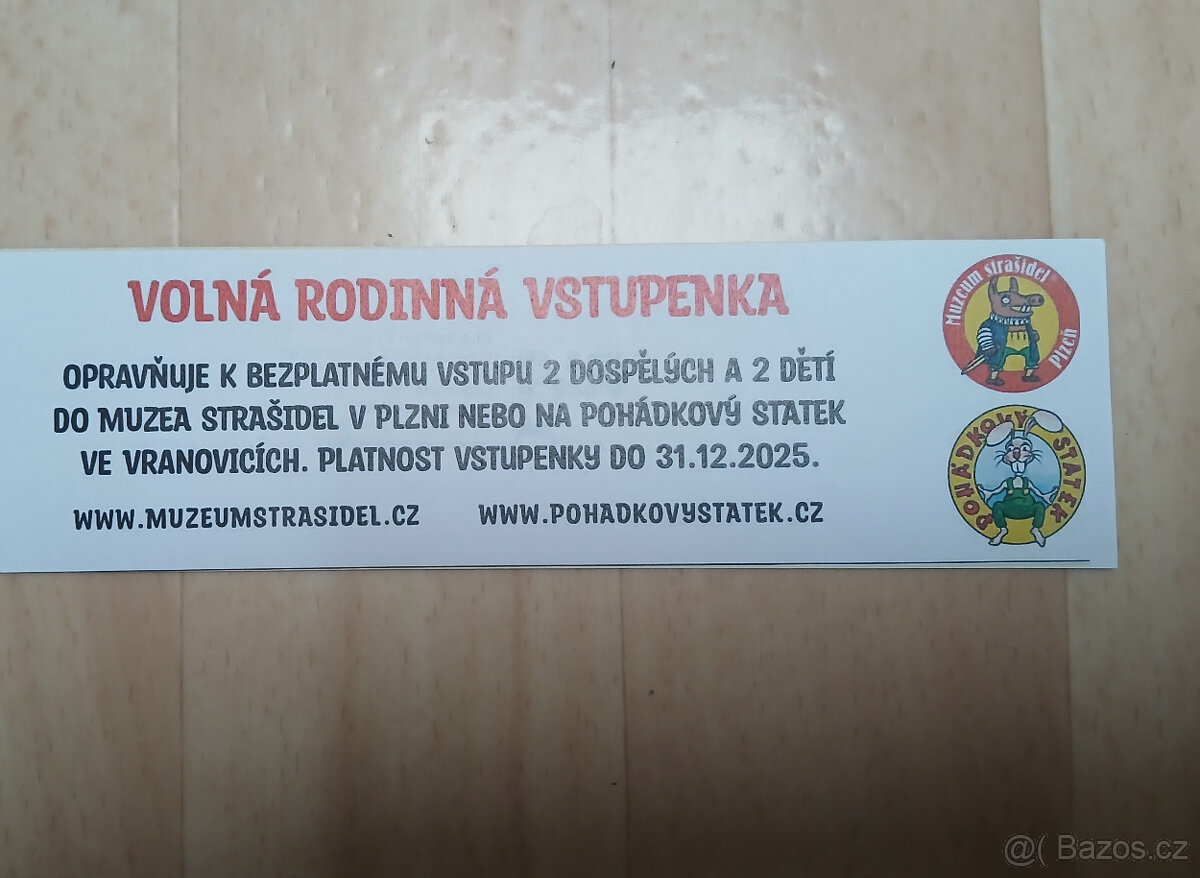 VOLNÁ RODINNÁ VSTUPENKA
OPRAVŇUJE K BEZPLATNÉMU VSTUPU 2 DOSPĚLÝCH A 2 DĚTÍ
DO MUZEA STRAŠIDEL V PLZNI NEBO NA POHÁDKOVÝ STATEK
VE VRANOVICÍCH. PLATNOST VSTUPENKY DO 31.12.2025.
WWW.MUZEUMSTRASIDEL.CZ WWW.POHADKOVYSTATEK.CZ
Muzeum Strašidel
Plzeň
POHÁDKOVÝ STATEK
@( Bazos.cz